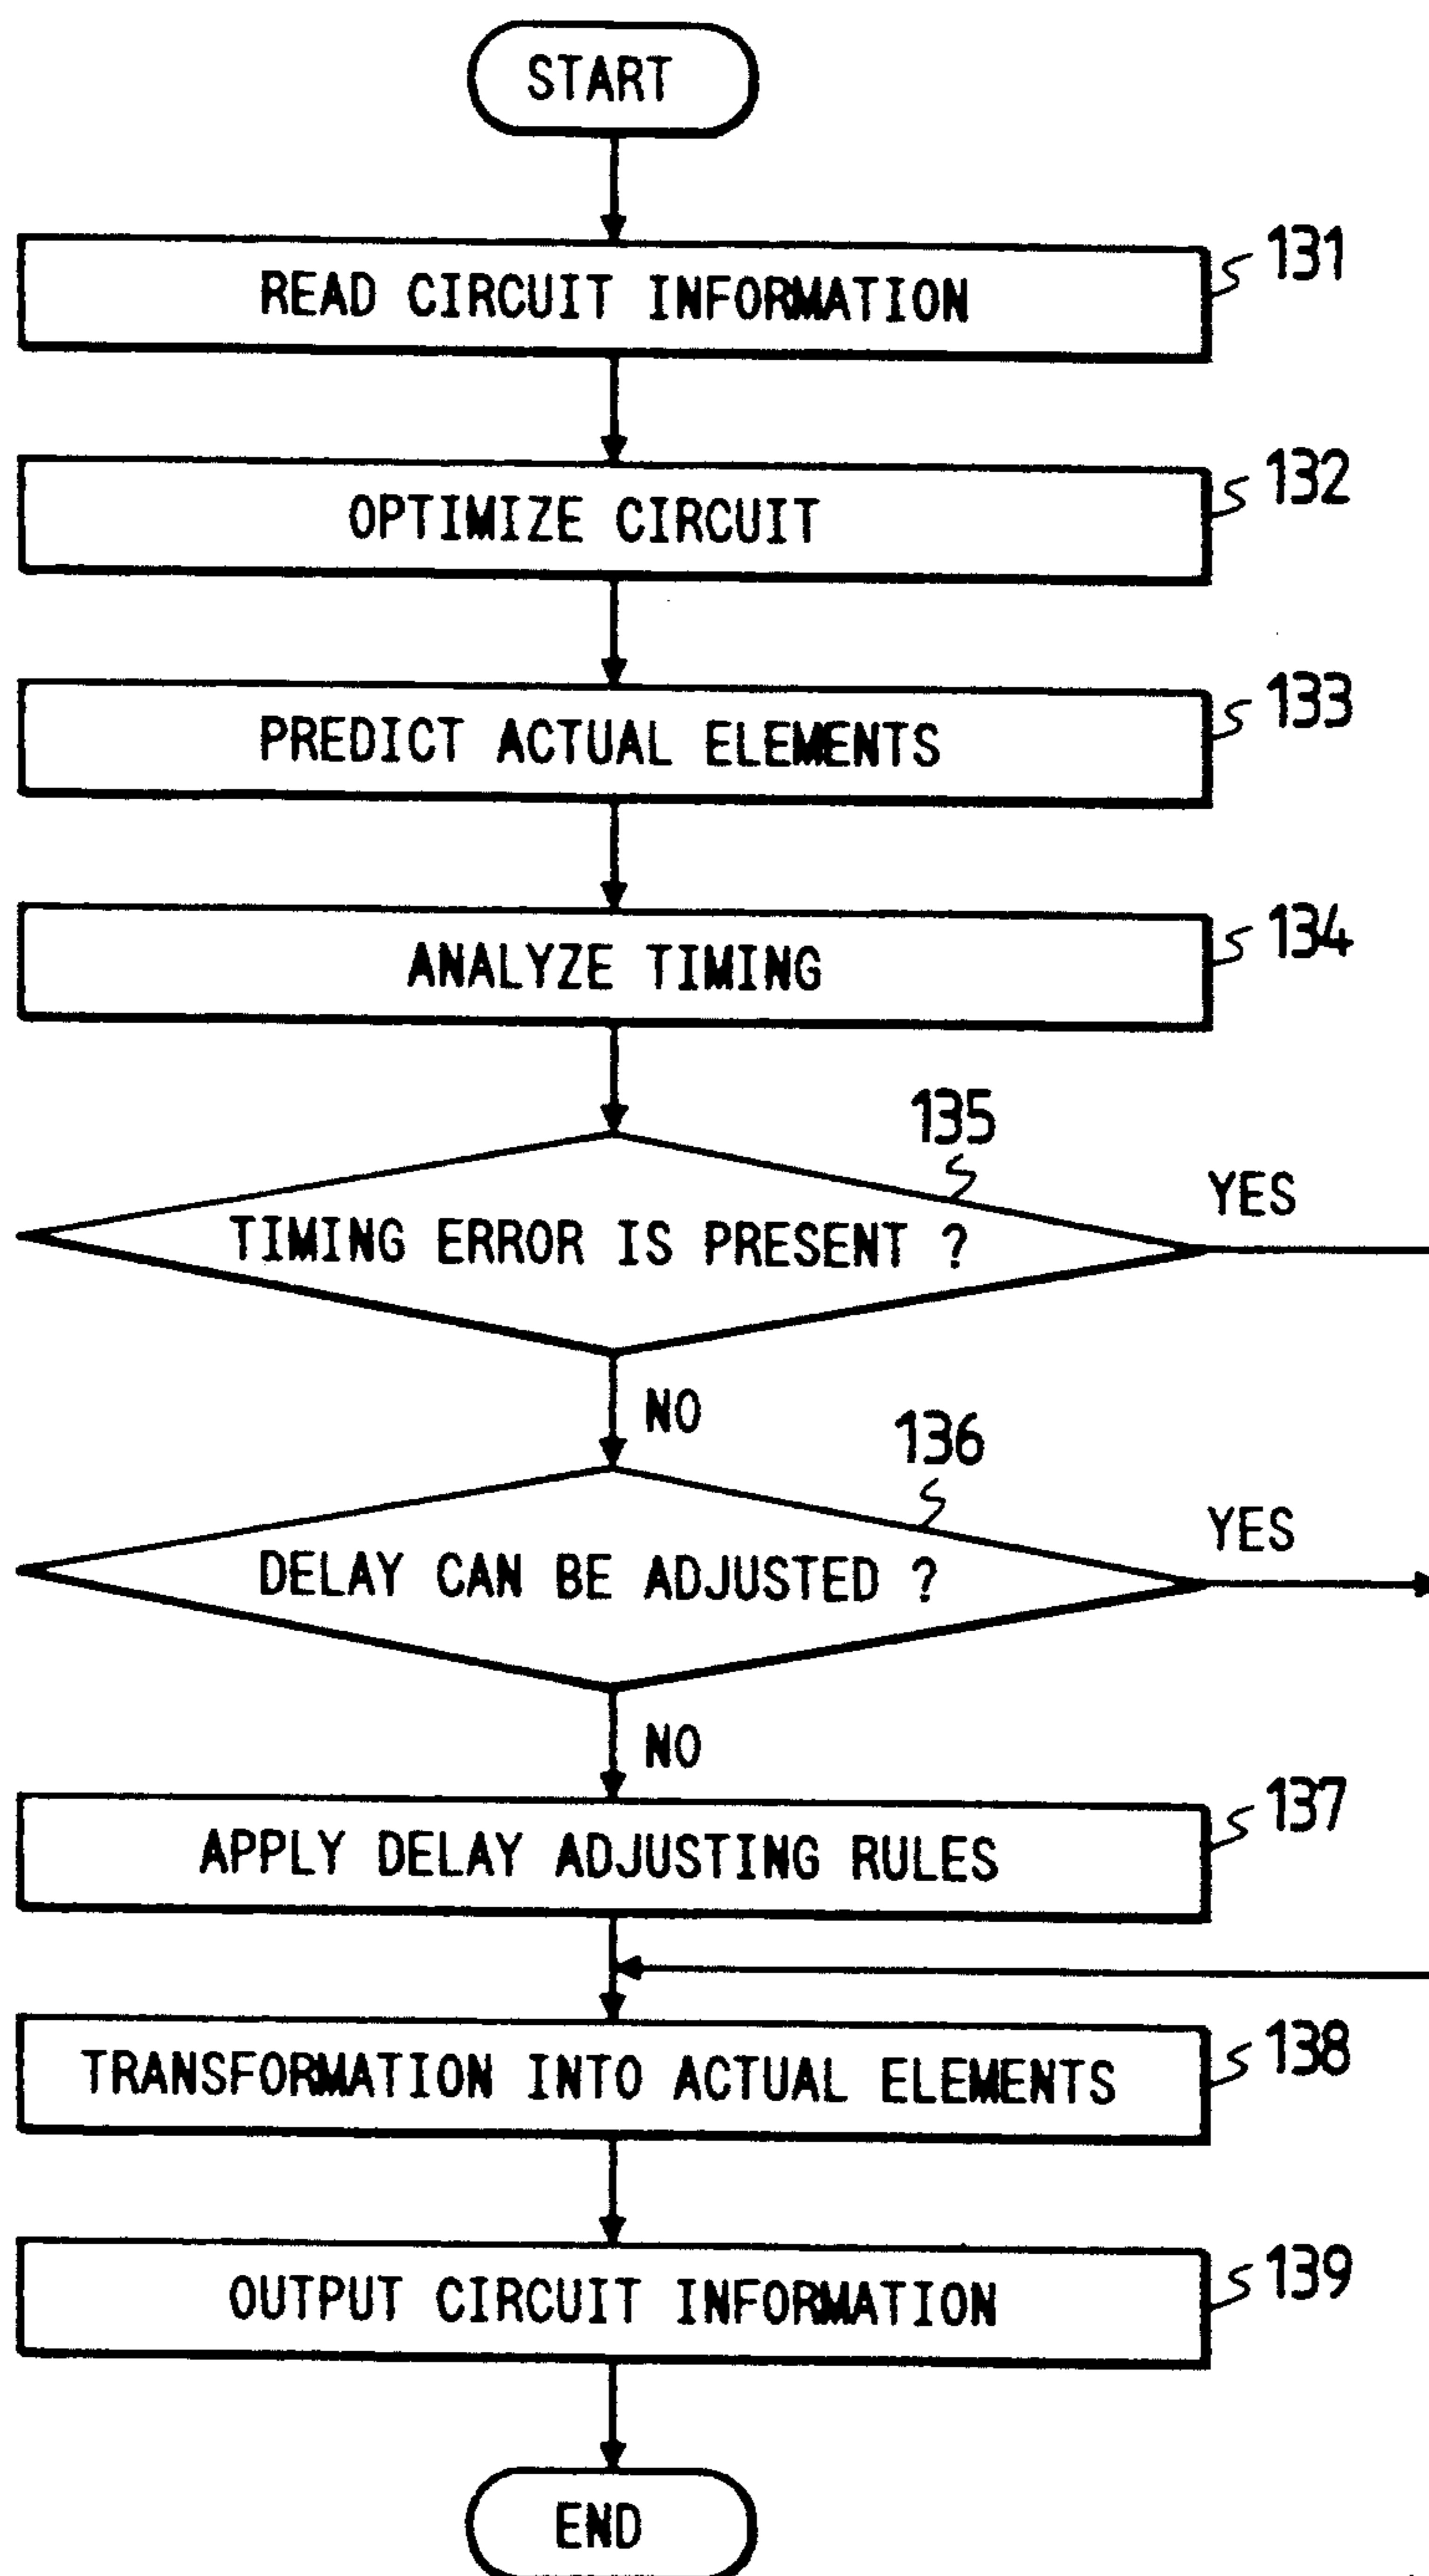 START
READ CIRCUIT INFORMATION
131
OPTIMIZE CIRCUIT
132
PREDICT ACTUAL ELEMENTS
133
ANALYZE TIMING
134
135
TIMING ERROR IS PRESENT ?
YES
NO
136
DELAY CAN BE ADJUSTED ?
YES
NO
APPLY DELAY ADJUSTING RULES
137
TRANSFORMATION INTO ACTUAL ELEMENTS
138
OUTPUT CIRCUIT INFORMATION
139
END